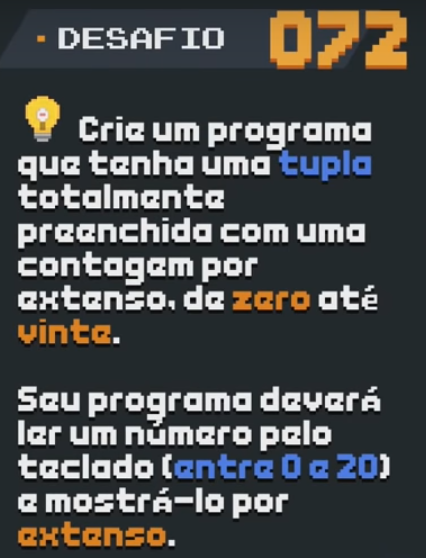 DESAFIO 072
Crie um programa
que tenha uma tupla
totalmente
preenchida com uma
contagem por
extenso, de zero até
vinte.
Seu programa deverá
ler um número pelo
teclado (entre 0 e 20)
e mostrá-lo por
extenso.